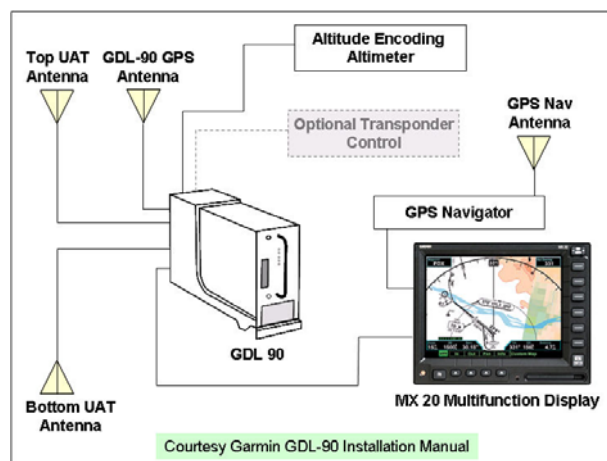 Top UAT
Antenna
GDL-90 GPS
Antenna
Altitude Encoding
Altimeter
GPS Nav
Antenna
Optional Transponder
Control
GPS Navigator
GDL 90
MX 20 Multifunction Display
Bottom UAT
Antenna
Courtesy Garmin GDL-90 Installation Manual